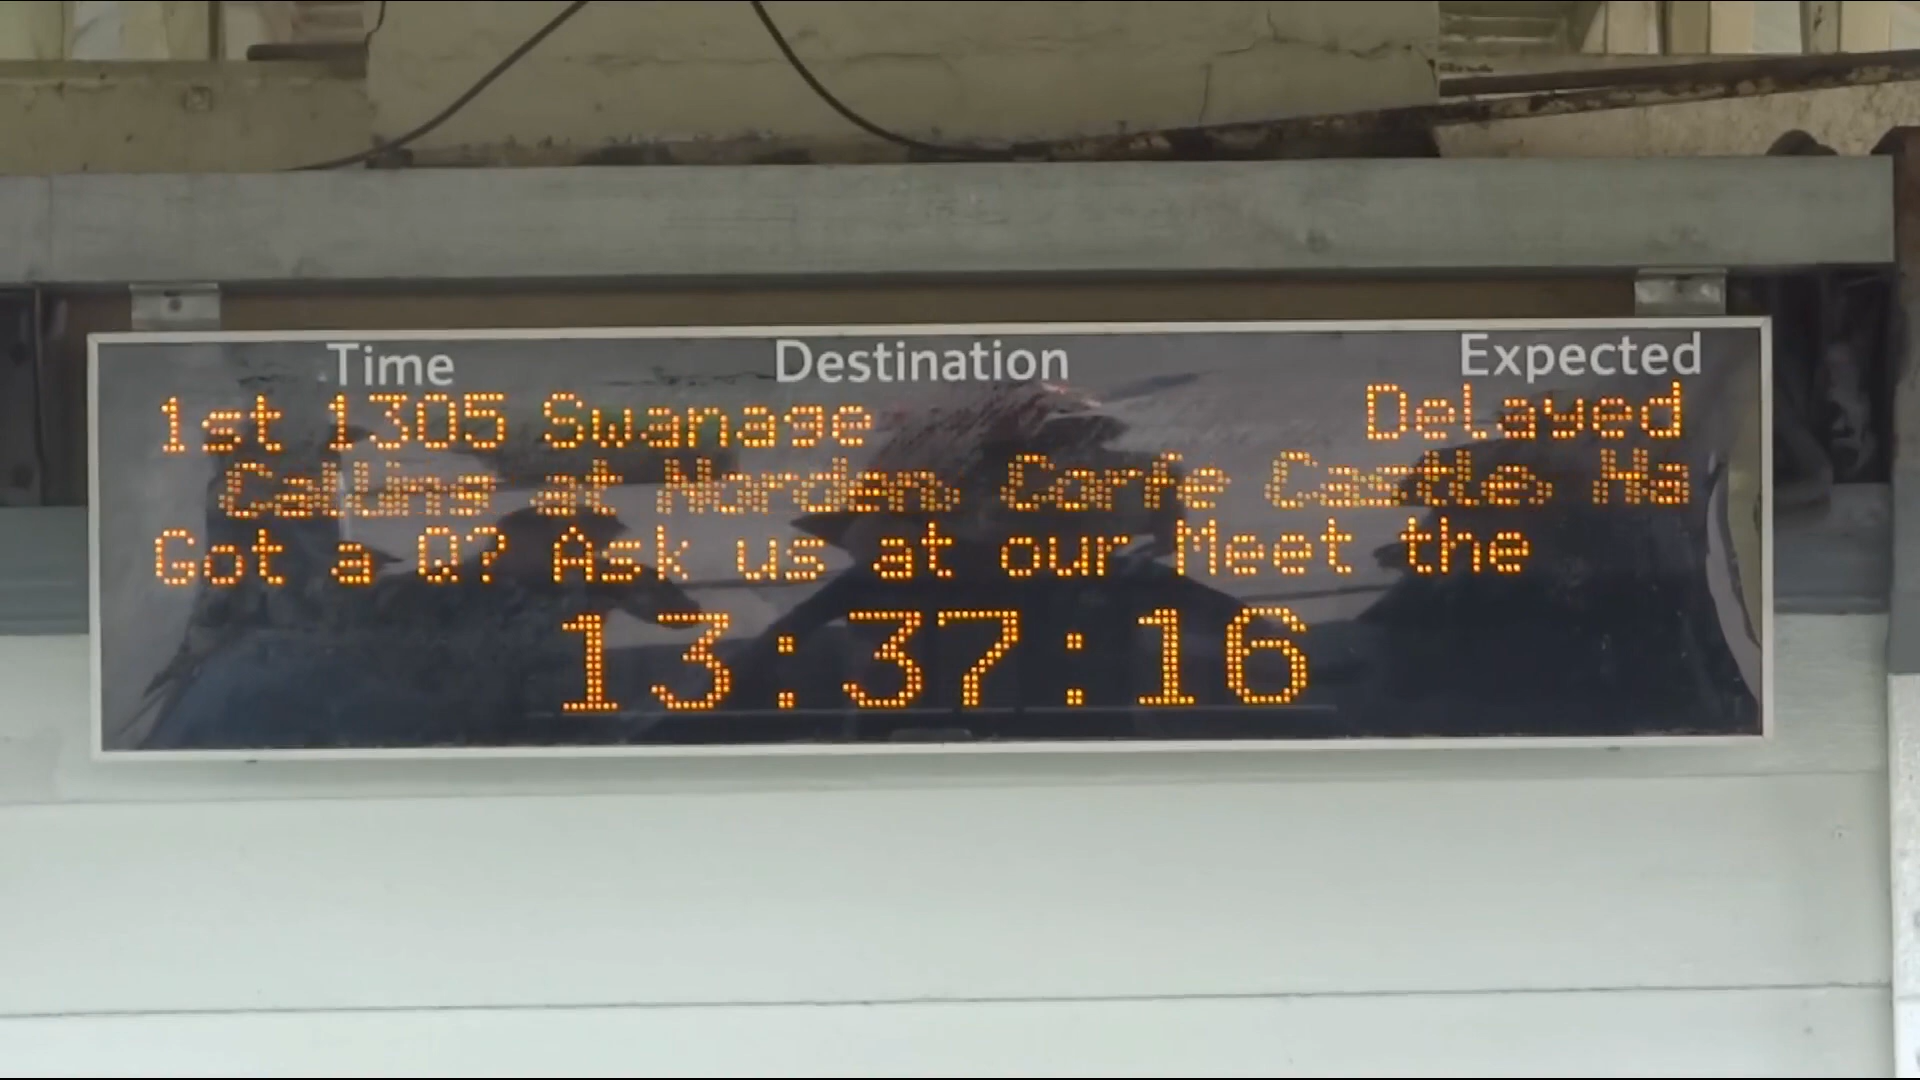 Time Destination Expected
1st 1305 Swanage Delayed
Calling at Norden, Corfe Castle, Ha
Got a Q? Ask us at our Meet the
13:37:16